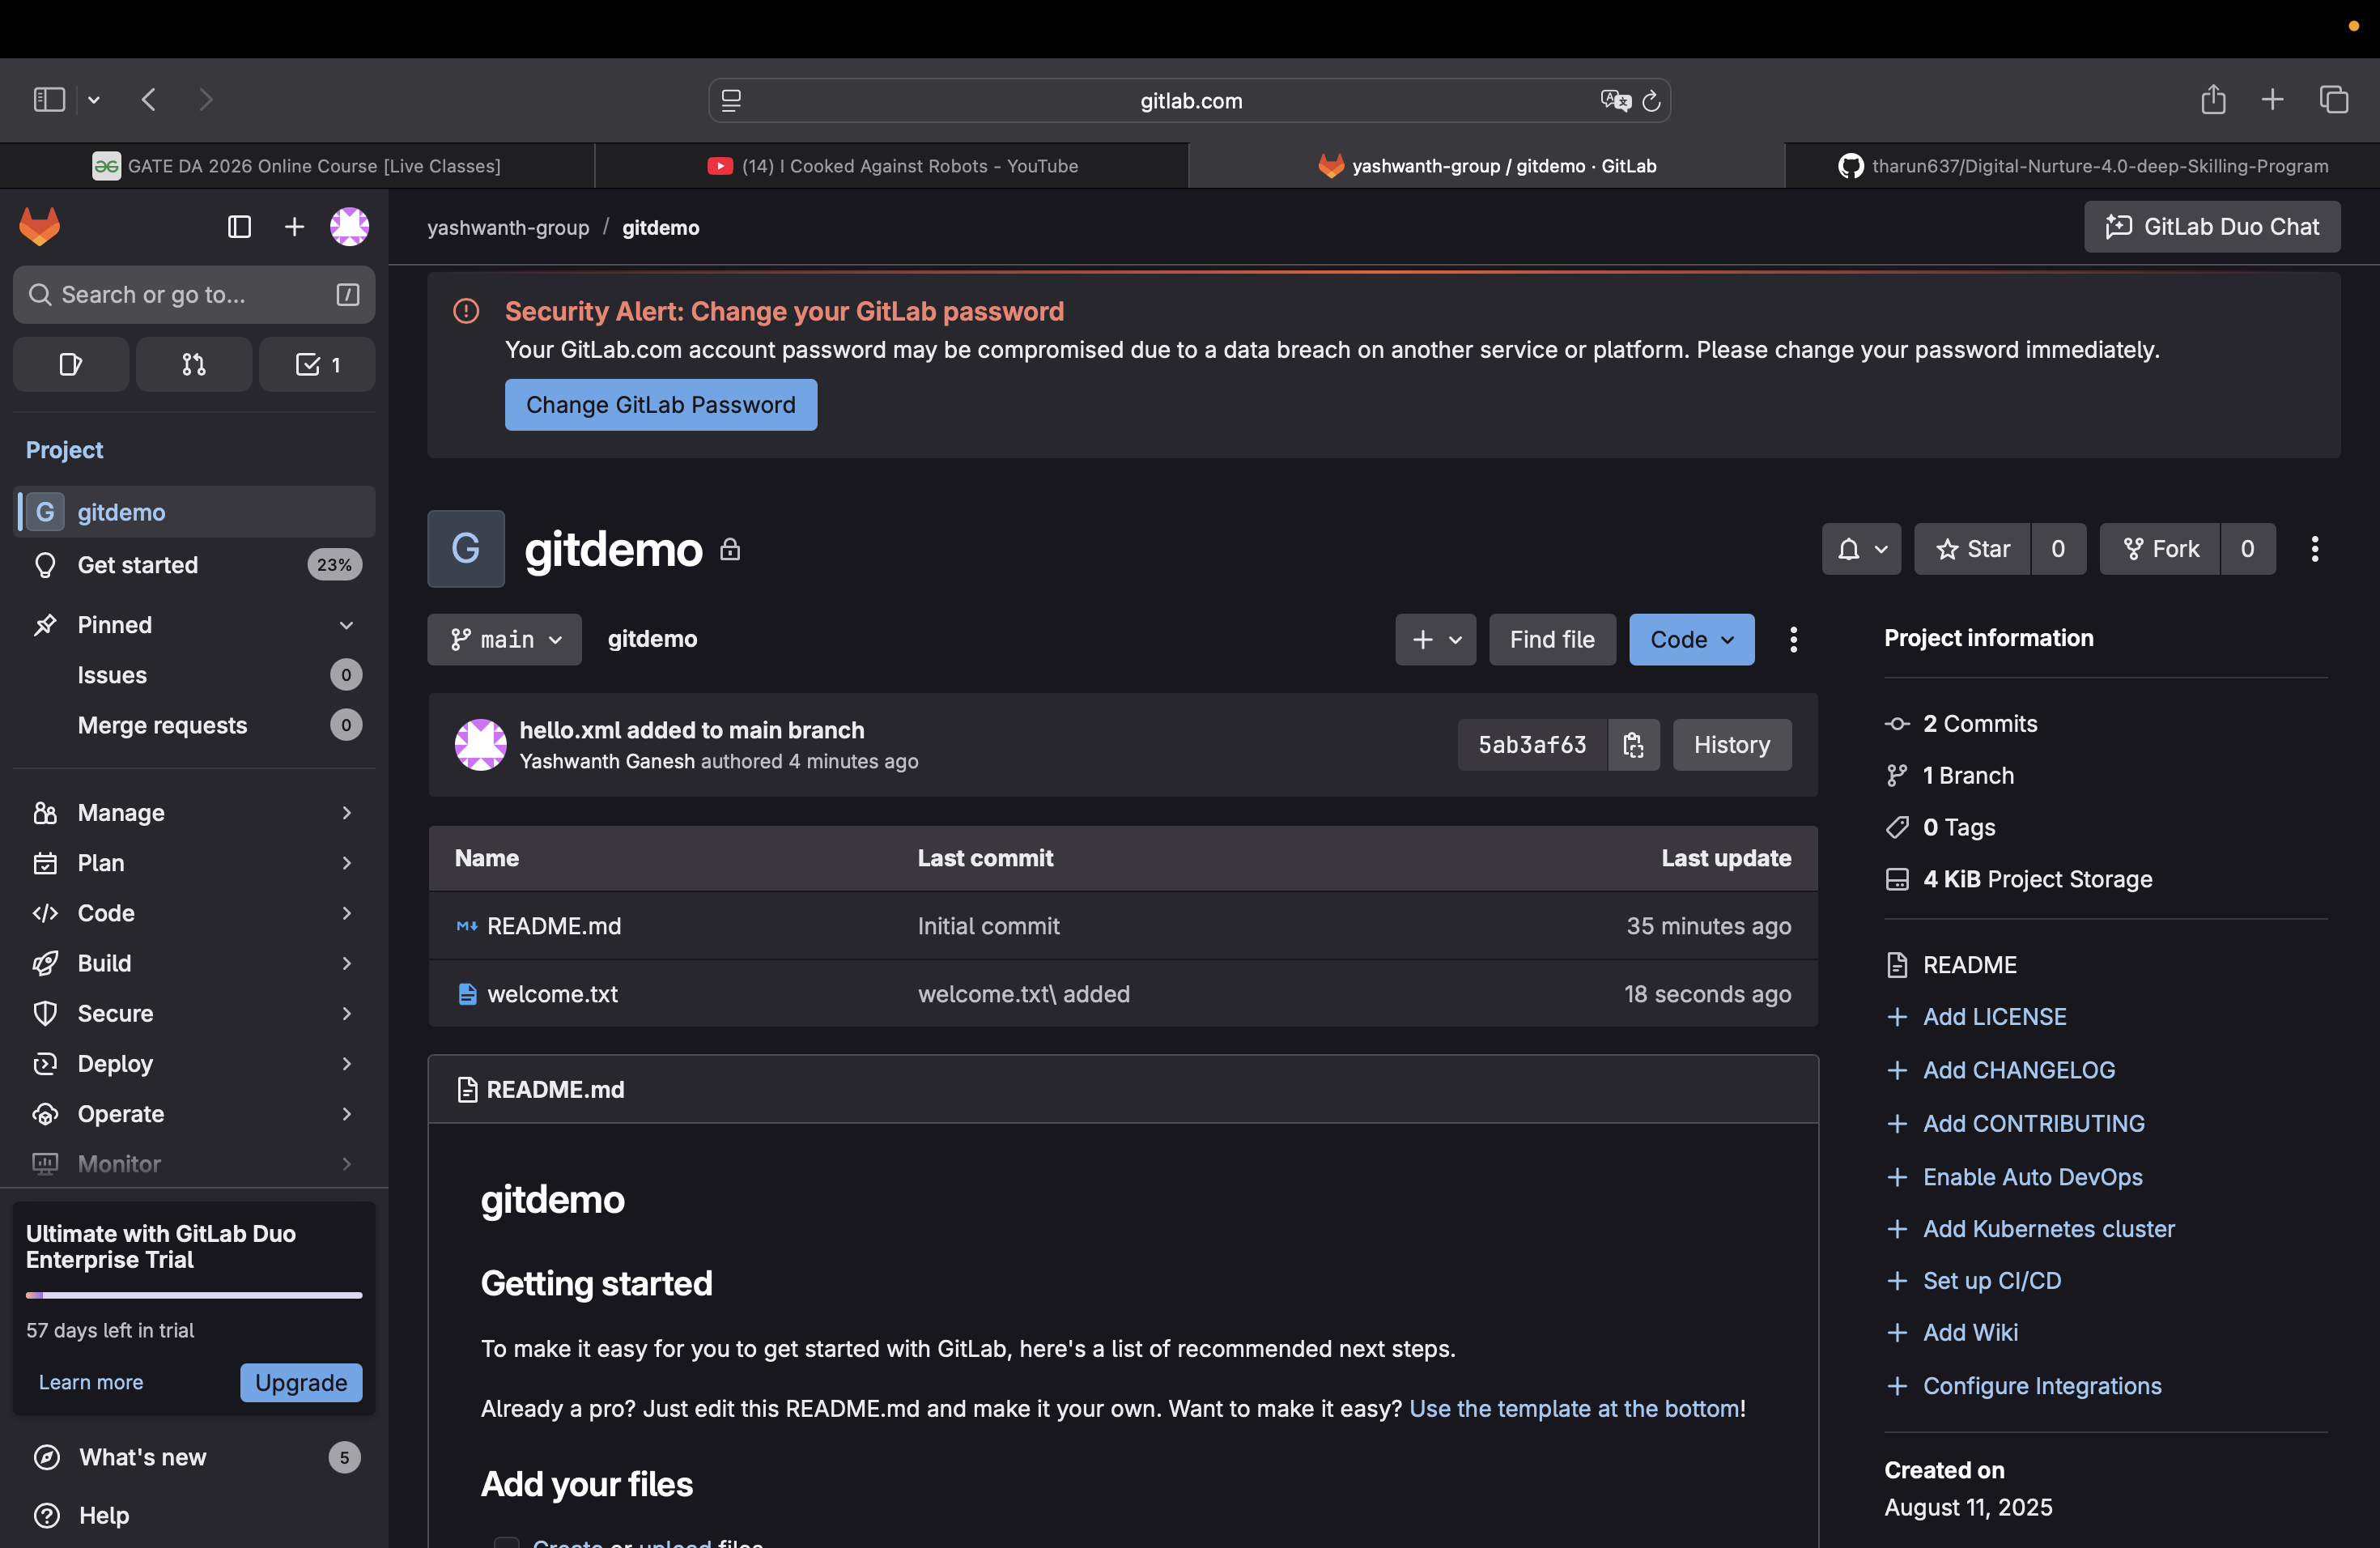 gitlab.com
GATE DA 2026 Online Course [Live Classes]
(14) I Cooked Against Robots - YouTube
yashwanth-group / gitdemo · GitLab
tharun637/Digital-Nurture-4.0-deep-Skilling-Program
yashwanth-group / gitdemo
GitLab Duo Chat
Search or go to...
/
1
Project
G gitdemo
Get started 23%
Pinned
Issues 0
Merge requests 0
Manage
Plan
Code
Build
Secure
Deploy
Operate
Monitor
Ultimate with GitLab Duo
Enterprise Trial
57 days left in trial
Learn more
Upgrade
What's new 5
Help
Security Alert: Change your GitLab password
Your GitLab.com account password may be compromised due to a data breach on another service or platform. Please change your password immediately.
Change GitLab Password
G gitdemo
Star 0
Fork 0
main
gitdemo
Find file
Code
hello.xml added to main branch
Yashwanth Ganesh authored 4 minutes ago
5ab3af63
History
Name Last commit Last update
README.md Initial commit 35 minutes ago
welcome.txt welcome.txt\ added 18 seconds ago
README.md
gitdemo
Getting started
To make it easy for you to get started with GitLab, here's a list of recommended next steps.
Already a pro? Just edit this README.md and make it your own. Want to make it easy? Use the template at the bottom!
Add your files
Create or upload files
Project information
2 Commits
1 Branch
0 Tags
4 KiB Project Storage
README
Add LICENSE
Add CHANGELOG
Add CONTRIBUTING
Enable Auto DevOps
Add Kubernetes cluster
Set up CI/CD
Add Wiki
Configure Integrations
Created on
August 11, 2025